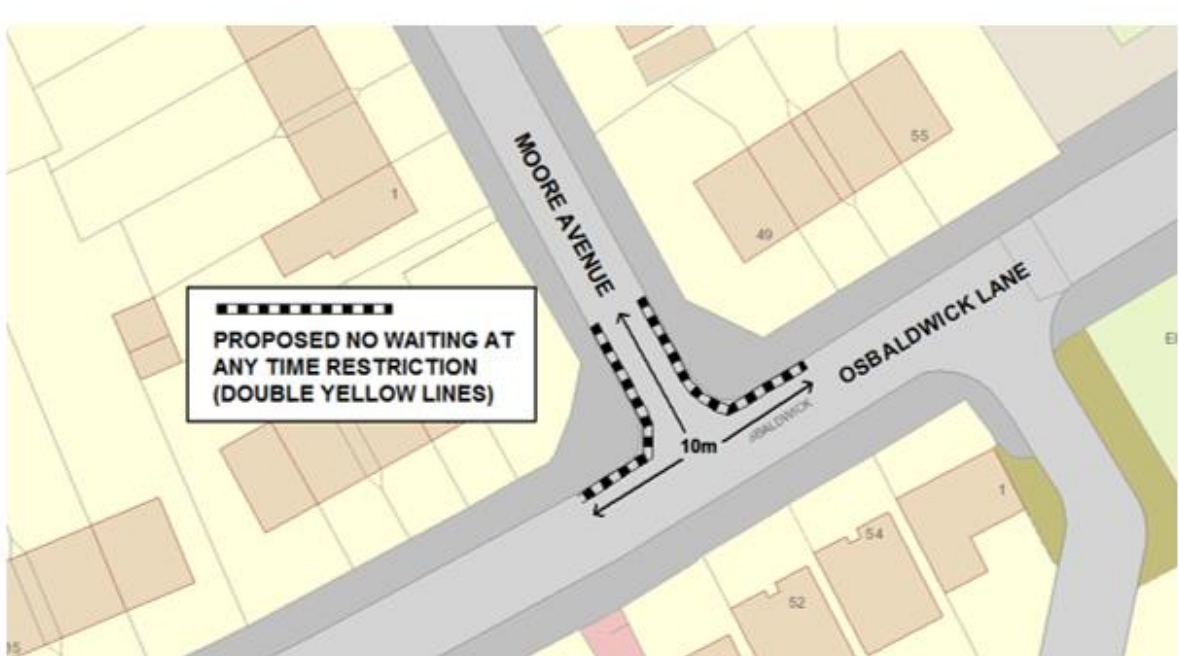 MOORE AVENUE
55
1
49
PROPOSED NO WAITING AT
ANY TIME RESTRICTION
(DOUBLE YELLOW LINES)
OSBALDWICK LANE
10m
1
54
52